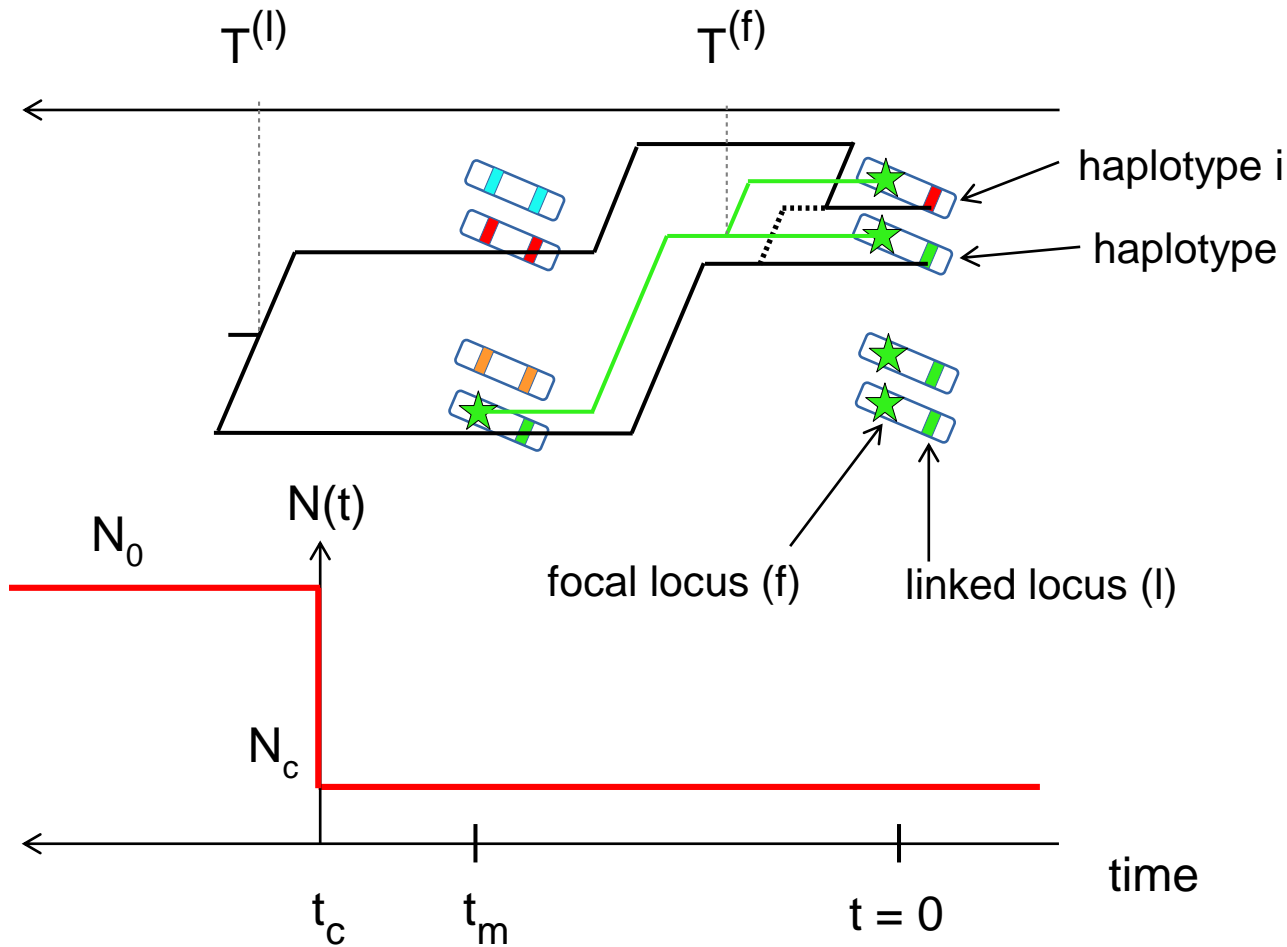 T(l) T(f)
haplotype i
haplotype
N(t)
N0
focal locus (f) linked locus (l)
Nc
time
tc tm t = 0